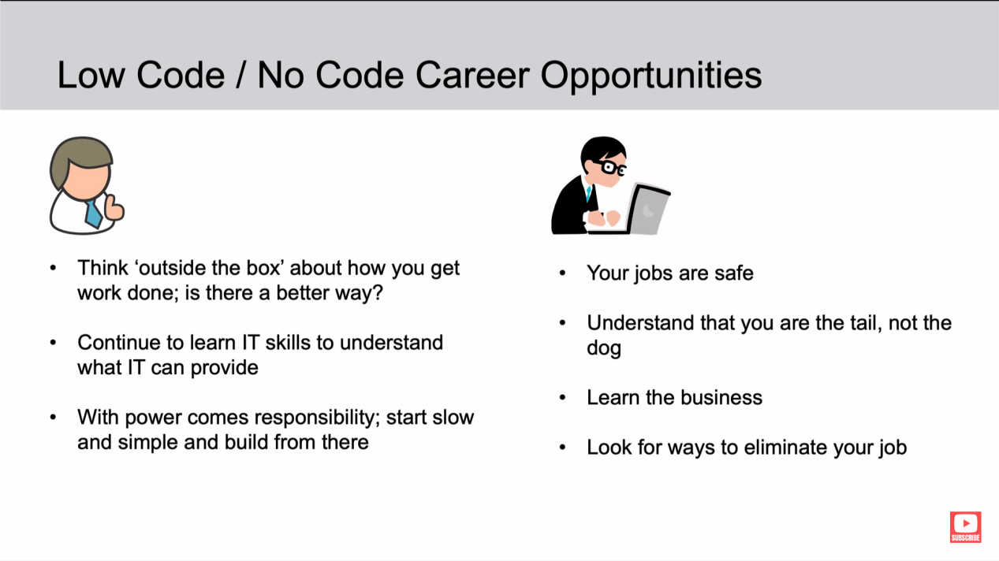 Low Code / No Code Career Opportunities
• Think ‘outside the box’ about how you get
work done; is there a better way?
• Continue to learn IT skills to understand
what IT can provide
• With power comes responsibility; start slow
and simple and build from there
• Your jobs are safe
• Understand that you are the tail, not the
dog
• Learn the business
• Look for ways to eliminate your job
SUBSCRIBE